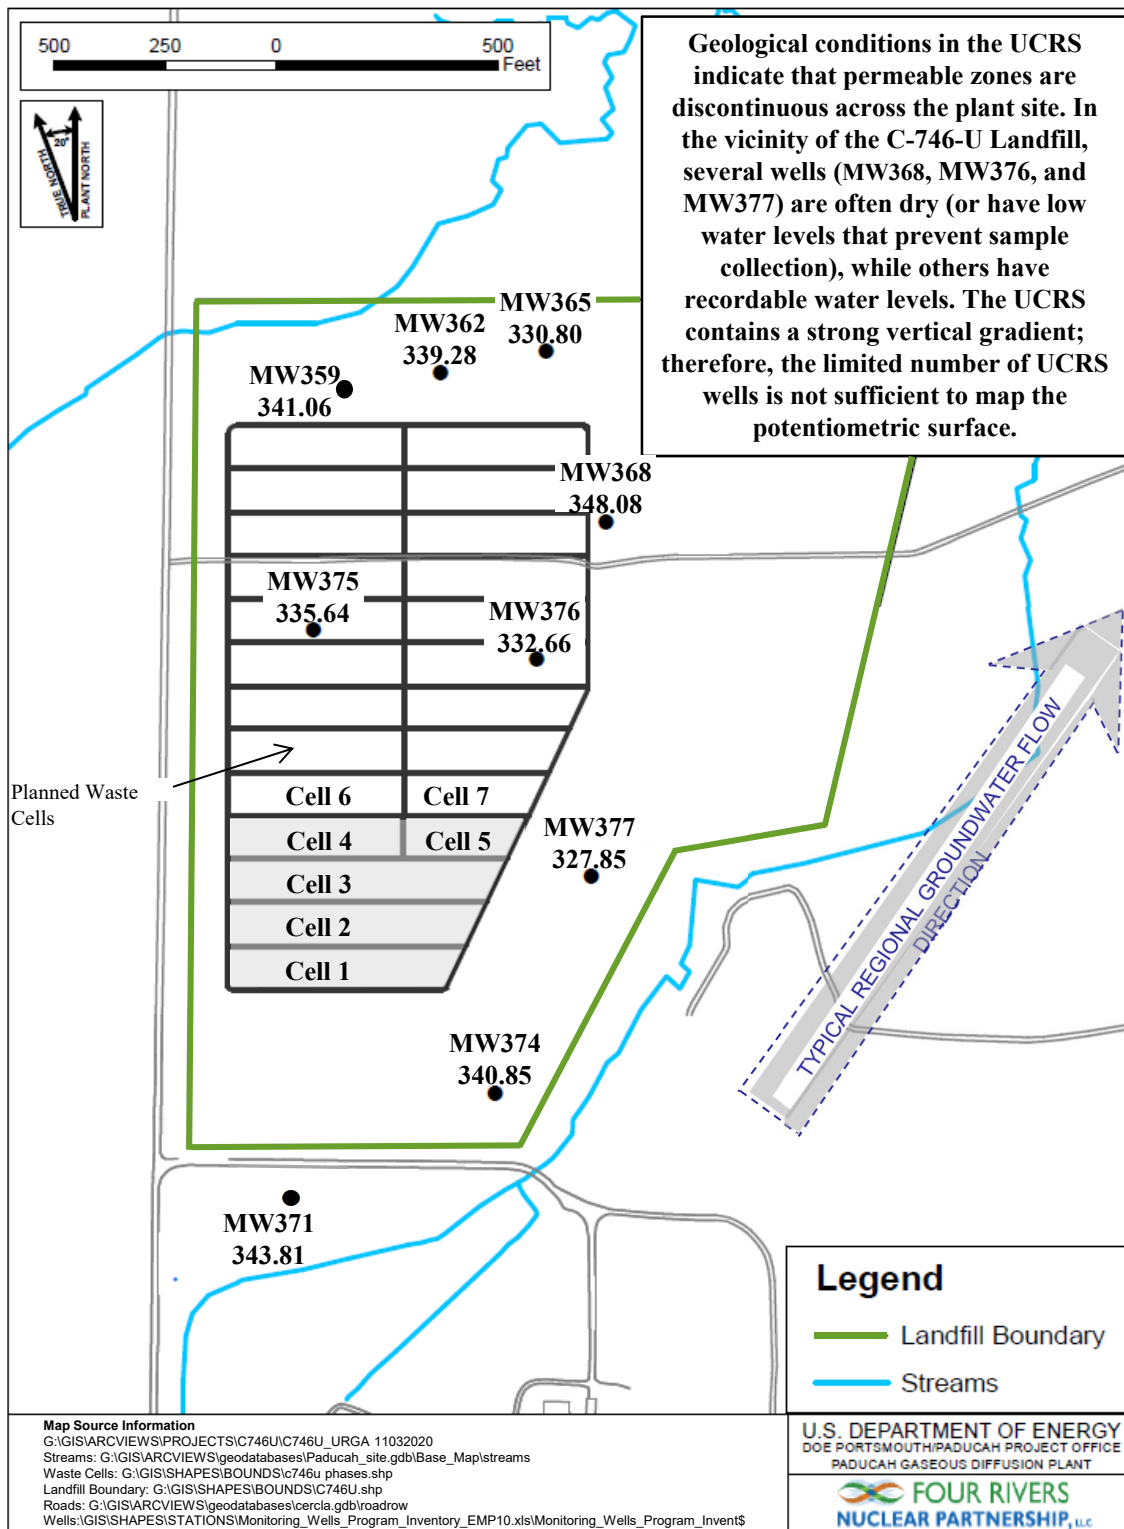 500 250 0 500
Feet
20°
TRUE NORTH
PLANT NORTH
Geological conditions in the UCRS
indicate that permeable zones are
discontinuous across the plant site. In
the vicinity of the C-746-U Landfill,
several wells (MW368, MW376, and
MW377) are often dry (or have low
water levels that prevent sample
collection), while others have
recordable water levels. The UCRS
contains a strong vertical gradient;
therefore, the limited number of UCRS
wells is not sufficient to map the
potentiometric surface.
MW365
330.80
MW362
339.28
MW359
341.06
MW368
348.08
MW375
335.64
MW376
332.66
Planned Waste
Cells
Cell 6 Cell 7
Cell 4 Cell 5
Cell 3
Cell 2
Cell 1
MW377
327.85
TYPICAL REGIONAL GROUNDWATER FLOW
DIRECTION
MW374
340.85
MW371
343.81
Legend
Landfill Boundary
Streams
Map Source Information
G:\GIS\ARCVIEWS\PROJECTS\C746U\C746U_URGA 11032020
Streams: G:\GIS\ARCVIEWS\geodatabases\Paducah_site.gdb\Base_Map\streams
Waste Cells: G:\GIS\SHAPES\BOUNDS\c746u phases.shp
Landfill Boundary: G:\GIS\SHAPES\BOUNDS\C746U.shp
Roads: G:\GIS\ARCVIEWS\geodatabases\cercla.gdb\roadrow
Wells:\GIS\SHAPES\STATIONS\Monitoring_Wells_Program_Inventory_EMP10.xls\Monitoring_Wells_Program_Invent$
U.S. DEPARTMENT OF ENERGY
DOE PORTSMOUTH/PADUCAH PROJECT OFFICE
PADUCAH GASEOUS DIFFUSION PLANT
FOUR RIVERS
NUCLEAR PARTNERSHIP, LLC